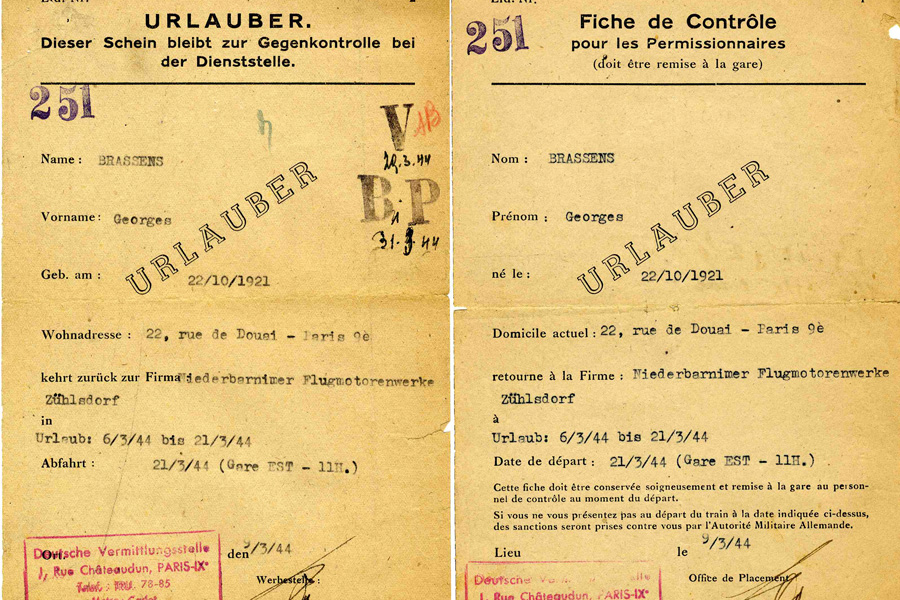 URLAUBER.
Dieser Schein bleibt zur Gegenkontrolle bei
der Dienststelle.
251
V
AB
29.3.44
Name : BRASSENS
BP
Vorname : Georges
31.3.44
URLAUBER
Geb. am : 22/10/1921
Wohnadresse : 22, rue de Douai - Paris 9è
kehrt zurück zur Firma Niederbarnimer Flugmotorenwerke
Zühlsdorf
in
Urlaub: 6/3/44 bis 21/3/44
Abfahrt : 21/3/44 (Gare EST - 11H.)
Ort, den 9/3/44
Deutsche Vermittlungsstelle
1, Rue Châteaudun, PARIS-IXᵉ
78-85
Werbestelle :
Fiche de Contrôle
251
pour les Permissionnaires
(doit être remise à la gare)
Nom : BRASSENS
Prénom : Georges
URLAUBER
né le : 22/10/1921
Domicile actuel : 22, rue de Douai - Paris 9è
retourne à la Firme : Niederbarnimer Flugmotorenwerke
Zühlsdorf
à
Urlaub: 6/3/44 bis 21/3/44
Date de départ : 21/3/44 (Gare EST - 11H.)
Cette fiche doit être conservée soigneusement et remise à la gare au person-
nel de contrôle au moment du départ.
Si vous ne vous présentez pas au départ du train à la date indiquée ci-dessus,
des sanctions seront prises contre vous par l'Autorité Militaire Allemande.
Lieu le 9/3/44
Deutsche
1, Rue Châteaudun, PARIS-IXᵉ
Office de Placement